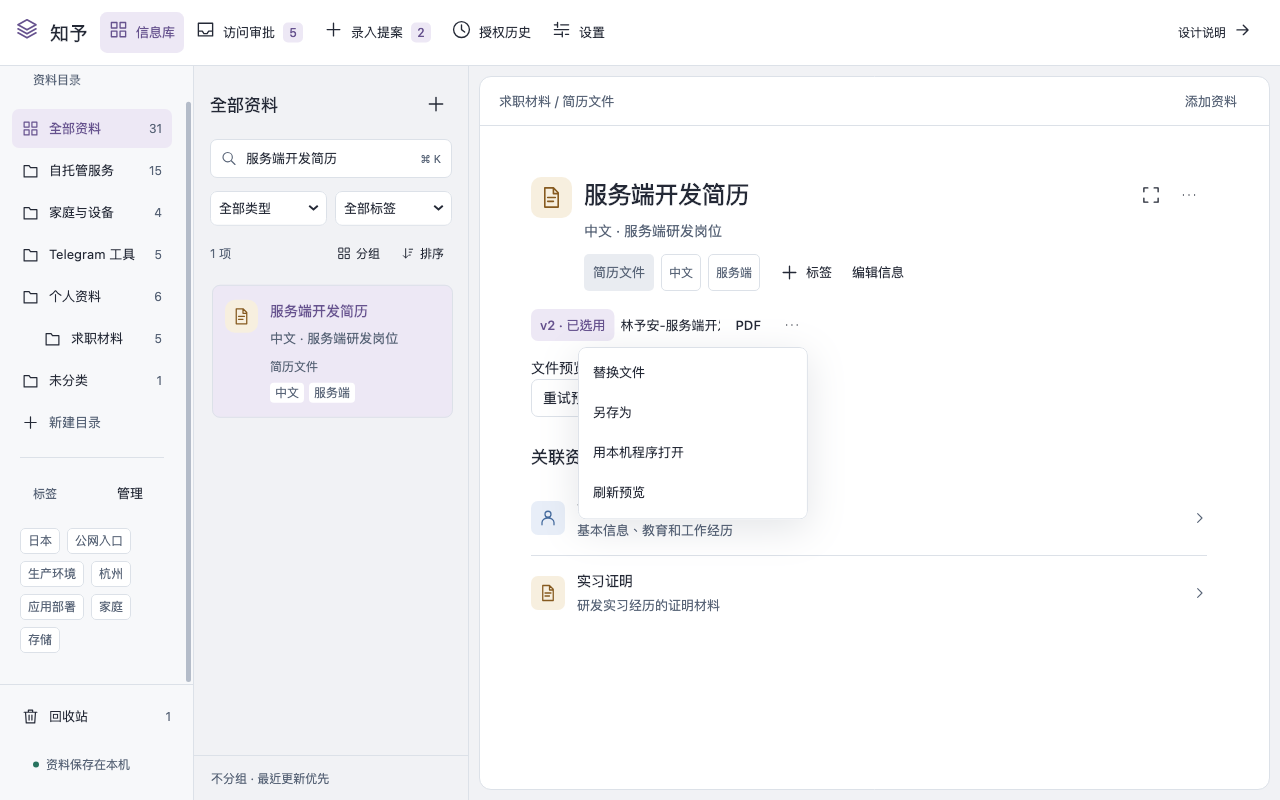 知予
信息库
访问审批 5
录入提案 2
授权历史
设置
设计说明
资料目录
全部资料 31
自托管服务 15
家庭与设备 4
Telegram 工具 5
个人资料 6
求职材料 5
未分类 1
新建目录
标签 管理
日本 公网入口
生产环境 杭州
应用部署 家庭
存储
回收站 1
资料保存在本机
全部资料
服务端开发简历 ⌘ K
全部类型 全部标签
1 项 分组 排序
服务端开发简历
中文 · 服务端研发岗位
简历文件
中文 服务端
不分组 · 最近更新优先
求职材料 / 简历文件 添加资料
服务端开发简历
中文 · 服务端研发岗位
简历文件 中文 服务端 标签 编辑信息
v2 · 已选用 林予安-服务端开 PDF
文件预
重试
关联资
替换文件
另存为
用本机程序打开
刷新预览
基本信息、教育和工作经历
实习证明
研发实习经历的证明材料